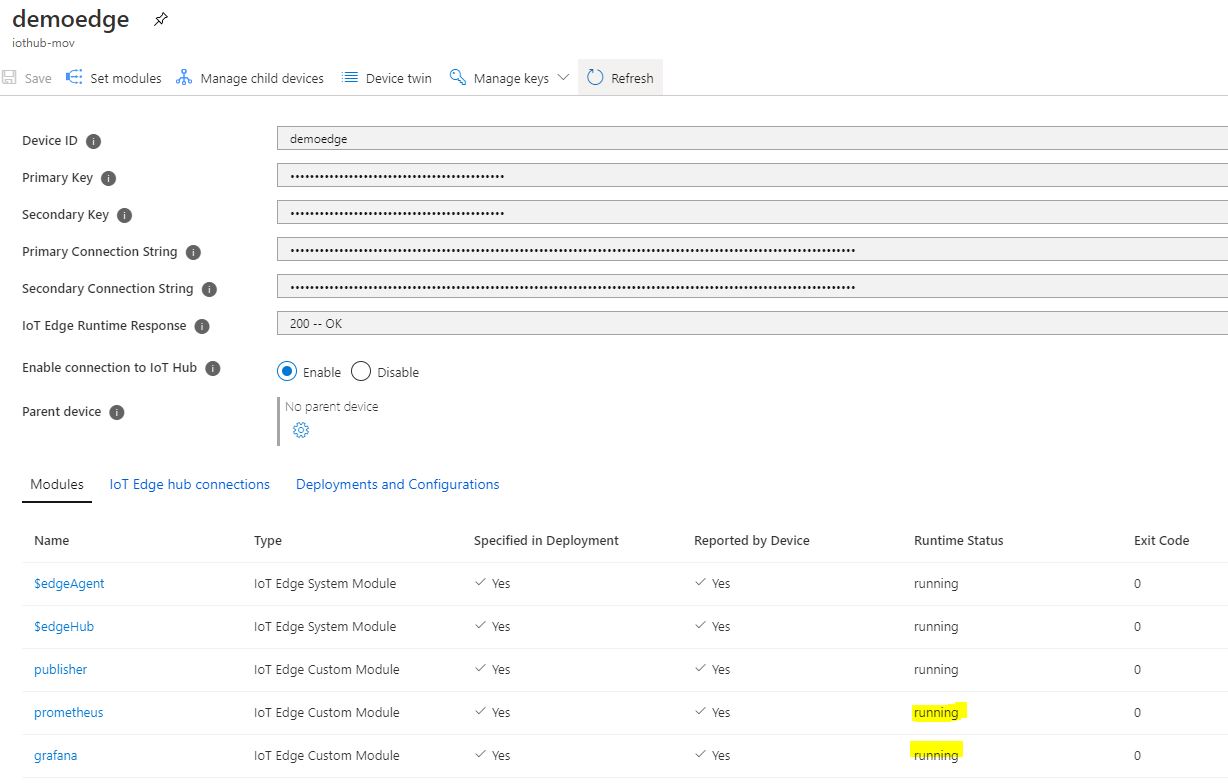 demoedge
iothub-mov
Save Set modules Manage child devices Device twin Manage keys Refresh
Device ID demoedge
Primary Key ••••••••••••••••••••••••••••••••••••••••••••
Secondary Key ••••••••••••••••••••••••••••••••••••••••••••
Primary Connection String
Secondary Connection String
IoT Edge Runtime Response 200 -- OK
Enable connection to IoT Hub Enable Disable
Parent device No parent device
Modules IoT Edge hub connections Deployments and Configurations
Name Type Specified in Deployment Reported by Device Runtime Status Exit Code
$edgeAgent IoT Edge System Module Yes Yes running 0
$edgeHub IoT Edge System Module Yes Yes running 0
publisher IoT Edge Custom Module Yes Yes running 0
prometheus IoT Edge Custom Module Yes Yes running 0
grafana IoT Edge Custom Module Yes Yes running 0